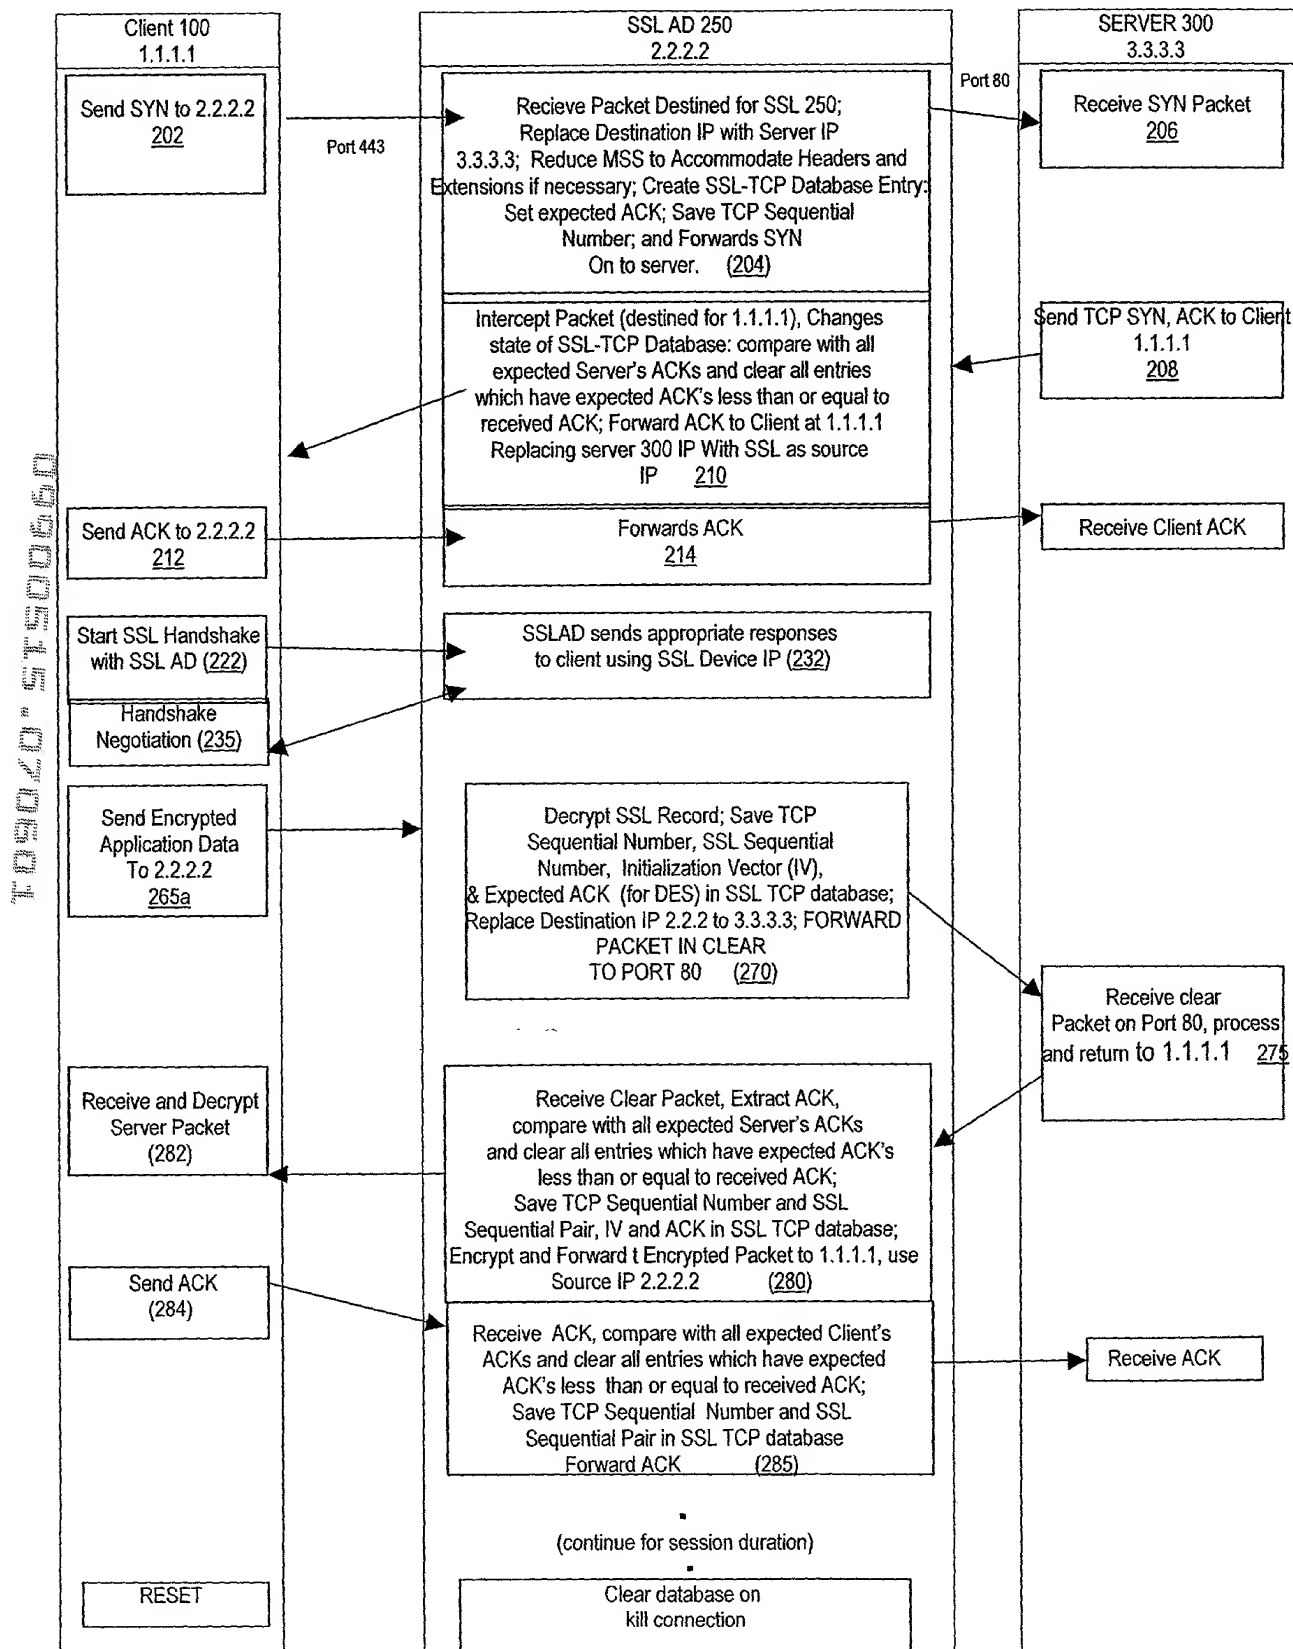 Client 100
1.1.1.1
SSL AD 250
2.2.2.2
SERVER 300
3.3.3.3
Send SYN to 2.2.2.2
202
Port 443
Recieve Packet Destined for SSL 250;
Replace Destination IP with Server IP
3.3.3.3; Reduce MSS to Accommodate Headers and
Extensions if necessary; Create SSL-TCP Database Entry:
Set expected ACK; Save TCP Sequential
Number; and Forwards SYN
On to server. (204)
Port 80
Receive SYN Packet
206
Intercept Packet (destined for 1.1.1.1), Changes
state of SSL-TCP Database: compare with all
expected Server's ACKs and clear all entries
which have expected ACK's less than or equal to
received ACK; Forward ACK to Client at 1.1.1.1
Replacing server 300 IP With SSL as source
IP 210
Send TCP SYN, ACK to Client
1.1.1.1
208
Send ACK to 2.2.2.2
212
Forwards ACK
214
Receive Client ACK
Start SSL Handshake
with SSL AD (222)
SSLAD sends appropriate responses
to client using SSL Device IP (232)
Handshake
Negotiation (235)
Send Encrypted
Application Data
To 2.2.2.2
265a
Decrypt SSL Record; Save TCP
Sequential Number, SSL Sequential
Number, Initialization Vector (IV),
& Expected ACK (for DES) in SSL TCP database;
Replace Destination IP 2.2.2 to 3.3.3.3; FORWARD
PACKET IN CLEAR
TO PORT 80 (270)
Receive clear
Packet on Port 80, process
and return to 1.1.1.1 275
Receive and Decrypt
Server Packet
(282)
Receive Clear Packet, Extract ACK,
compare with all expected Server's ACKs
and clear all entries which have expected ACK's
less than or equal to received ACK;
Save TCP Sequential Number and SSL
Sequential Pair, IV and ACK in SSL TCP database;
Encrypt and Forward t Encrypted Packet to 1.1.1.1, use
Source IP 2.2.2.2 (280)
Send ACK
(284)
Receive ACK, compare with all expected Client's
ACKs and clear all entries which have expected
ACK's less than or equal to received ACK;
Save TCP Sequential Number and SSL
Sequential Pair in SSL TCP database
Forward ACK (285)
Receive ACK
(continue for session duration)
RESET
Clear database on
kill connection
09900515.070901